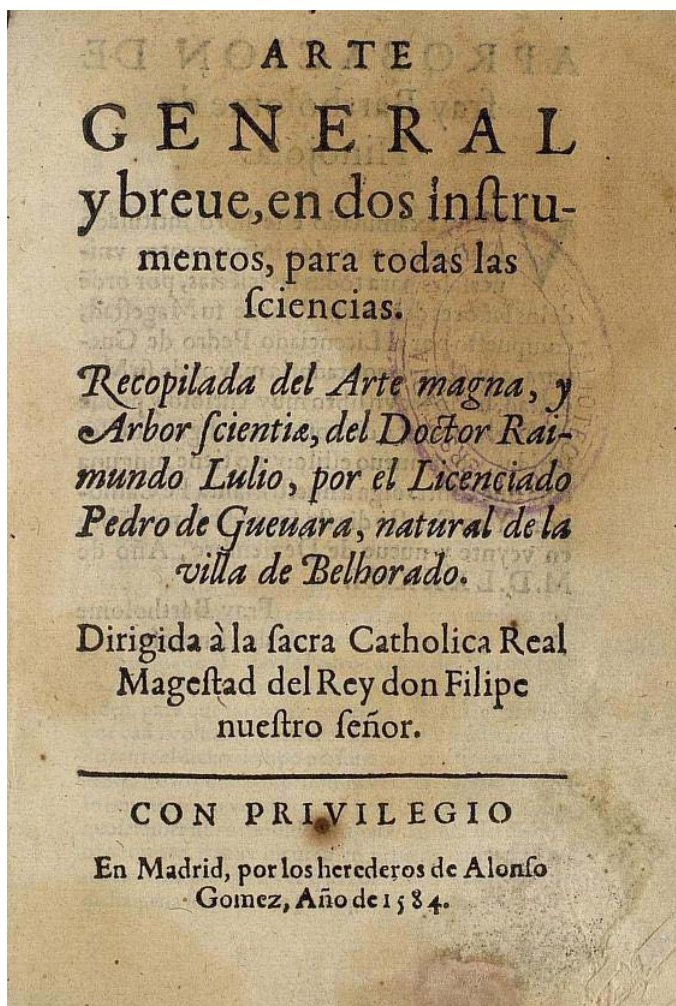 ARTE
GENERAL
y breue, en dos inſtru-
mentos, para todas las
ſciencias.
Recopilada del Arte magna, y
Arbor ſcientiæ, del Doctor Rai-
mundo Lulio, por el Licenciado
Pedro de Gueuara, natural de la
villa de Belhorado.
Dirigida à la ſacra Catholica Real
Mageſtad del Rey don Filipe
nueſtro ſeñor.
CON PRIVILEGIO
En Madrid, por los herederos de Alonſo
Gomez, Año de 1584.